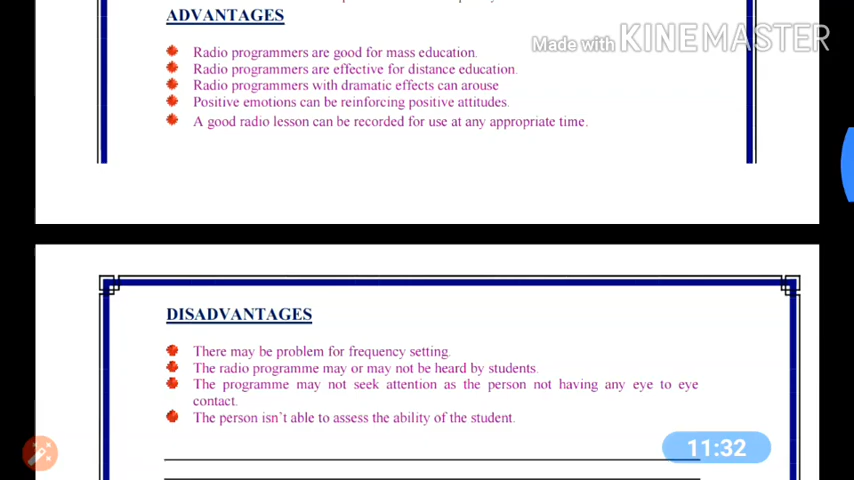 ADVANTAGES
Made with KINEMASTER
Radio programmers are good for mass education.
Radio programmers are effective for distance education.
Radio programmers with dramatic effects can arouse
Positive emotions can be reinforcing positive attitudes.
A good radio lesson can be recorded for use at any appropriate time.
DISADVANTAGES
There may be problem for frequency setting.
The radio programme may or may not be heard by students.
The programme may not seek attention as the person not having any eye to eye
contact.
The person isn't able to assess the ability of the student.
11:32